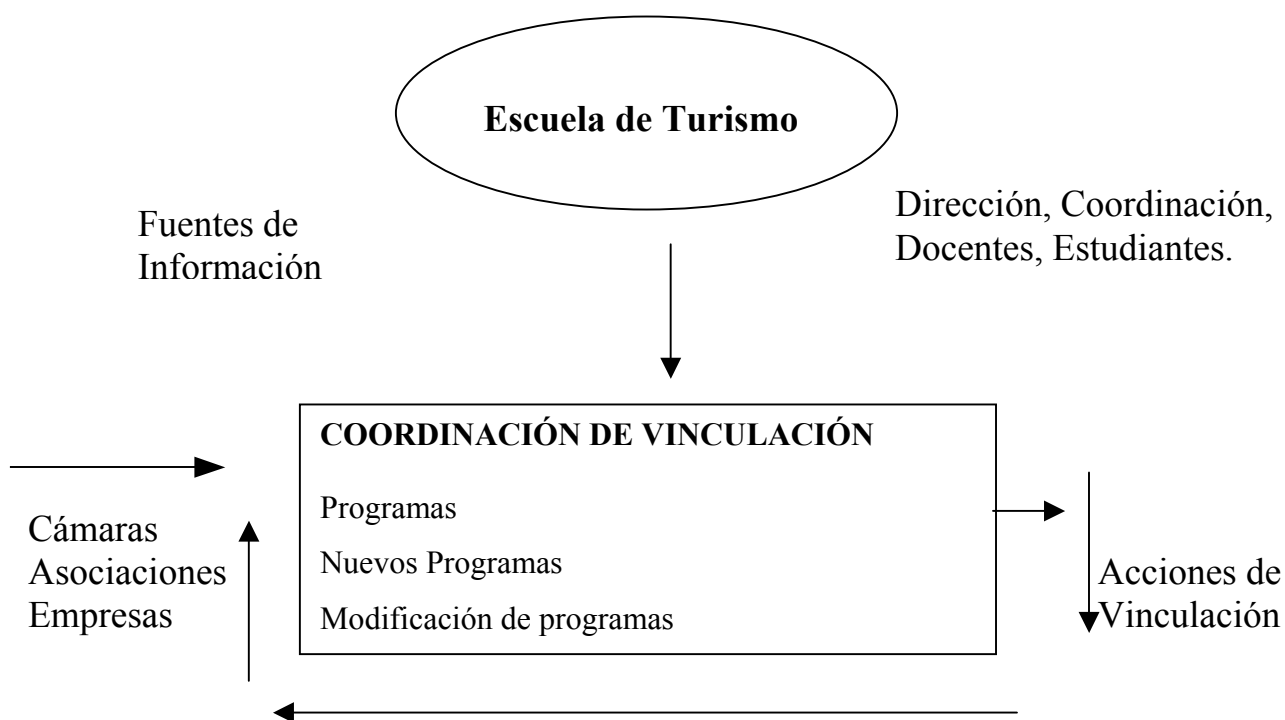 Escuela de Turismo
Fuentes de
Información
Dirección, Coordinación,
Docentes, Estudiantes.
COORDINACIÓN DE VINCULACIÓN
Programas
Nuevos Programas
Modificación de programas
Cámaras
Asociaciones
Empresas
Acciones de
Vinculación